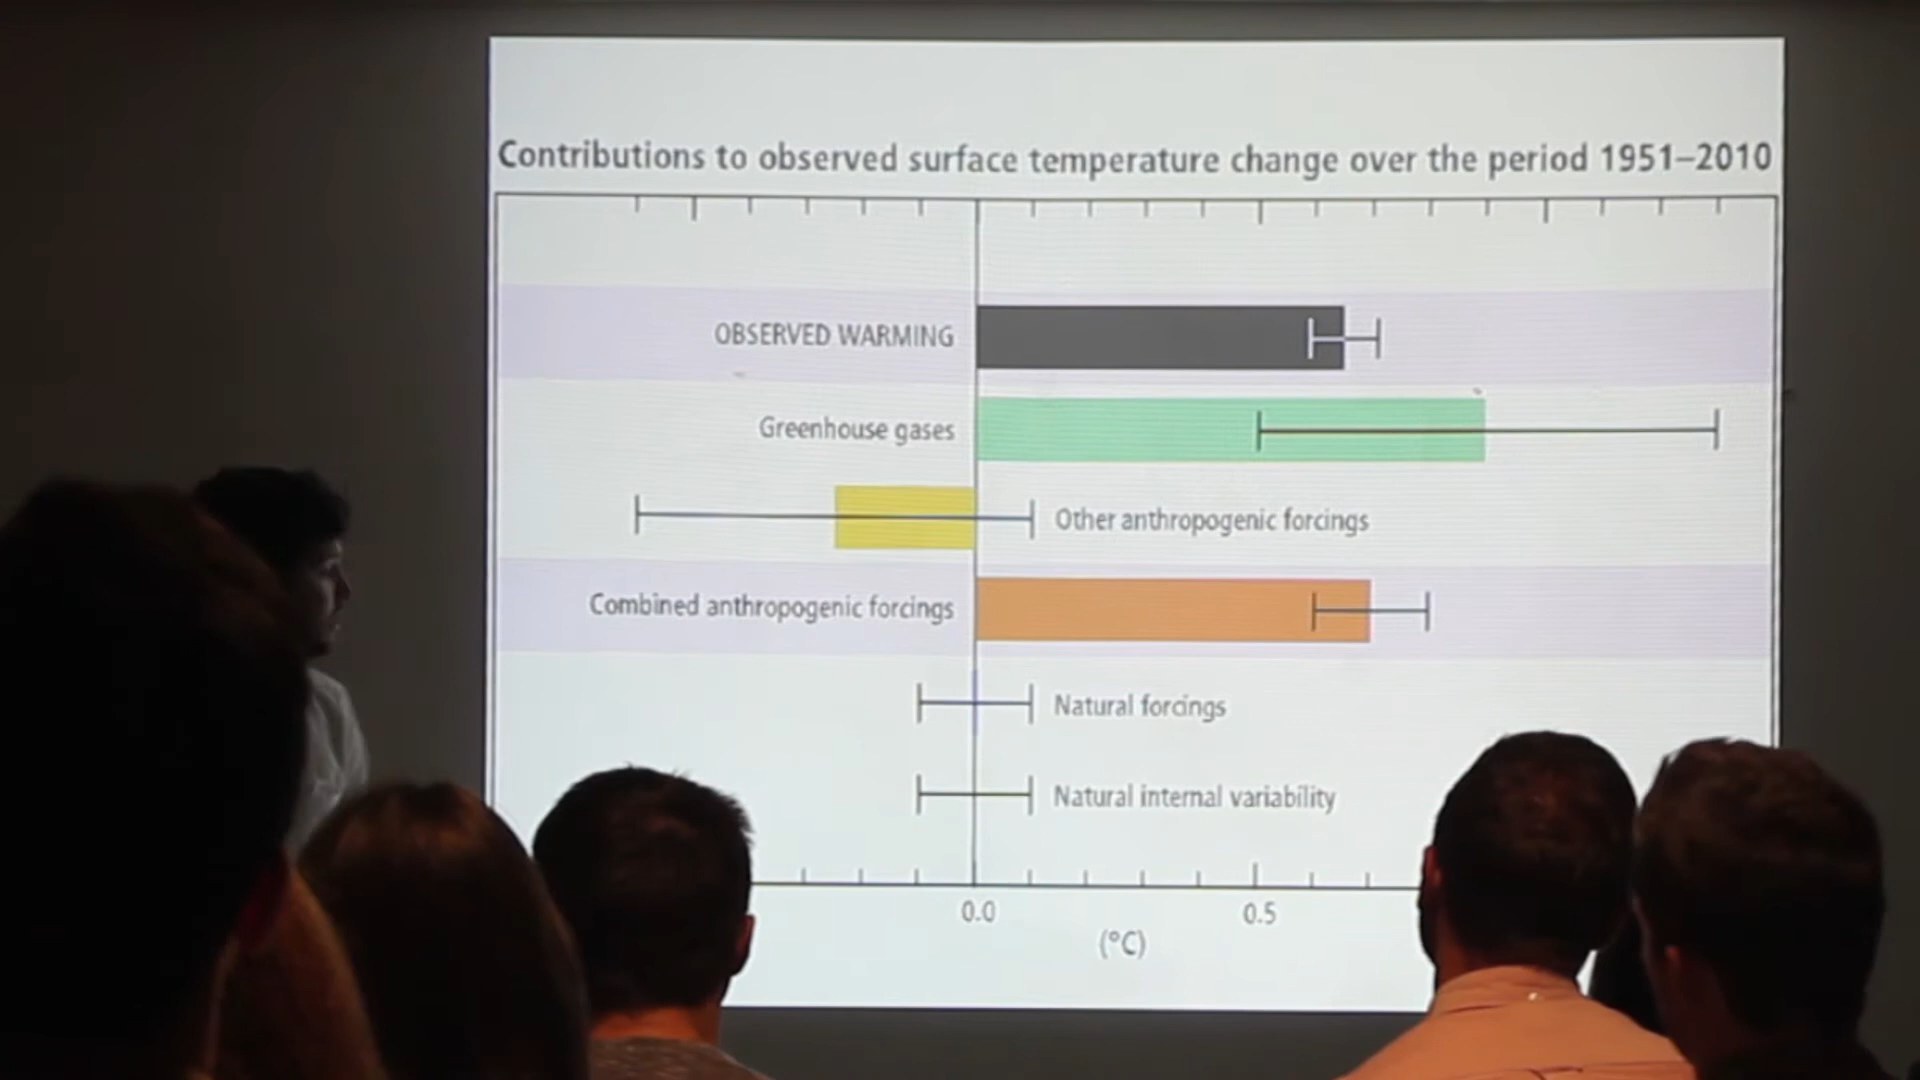 Contributions to observed surface temperature change over the period 1951–2010
OBSERVED WARMING
Greenhouse gases
Other anthropogenic forcings
Combined anthropogenic forcings
Natural forcings
Natural internal variability
0.0
0.5
(°C)